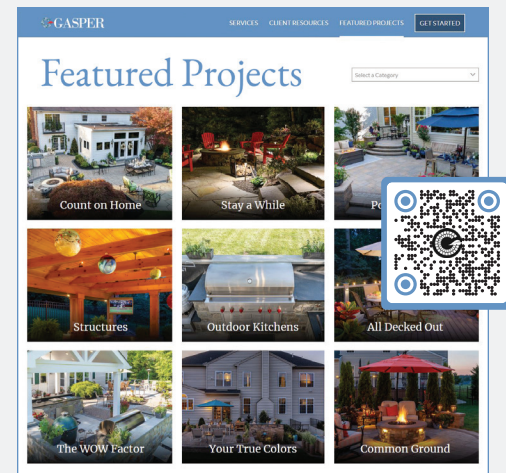 GASPER
SERVICES CLIENT RESOURCES FEATURED PROJECTS GET STARTED
Featured Projects
Select a Category
Count on Home
Stay a While
Structures
Outdoor Kitchens
All Decked Out
The WOW Factor
Your True Colors
Common Ground